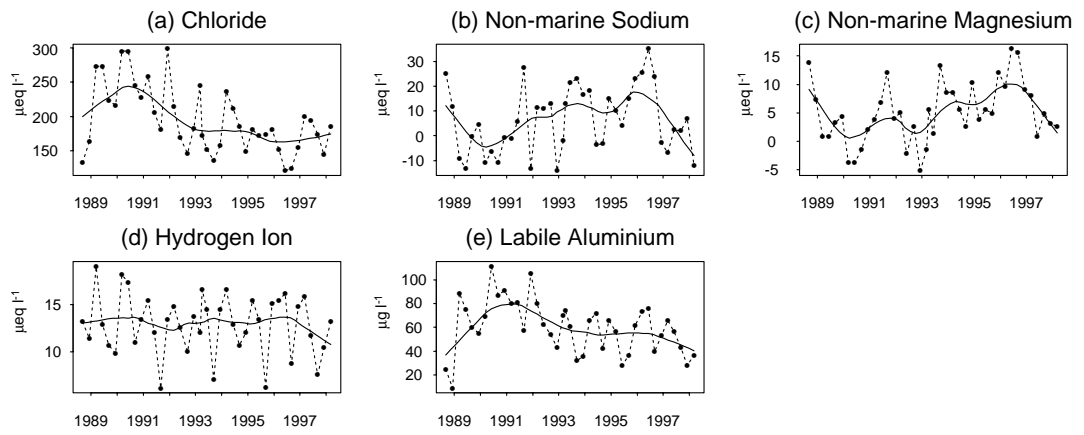 (a) Chloride
(b) Non-marine Sodium
(c) Non-marine Magnesium
µeq l-1
300
250
200
150
1989 1991 1993 1995 1997
µeq l-1
30
20
10
0
-10
1989 1991 1993 1995 1997
µeq l-1
15
10
5
0
-5
1989 1991 1993 1995 1997
(d) Hydrogen Ion
(e) Labile Aluminium
µeq l-1
15
10
1989 1991 1993 1995 1997
µg l-1
100
80
60
40
20
1989 1991 1993 1995 1997